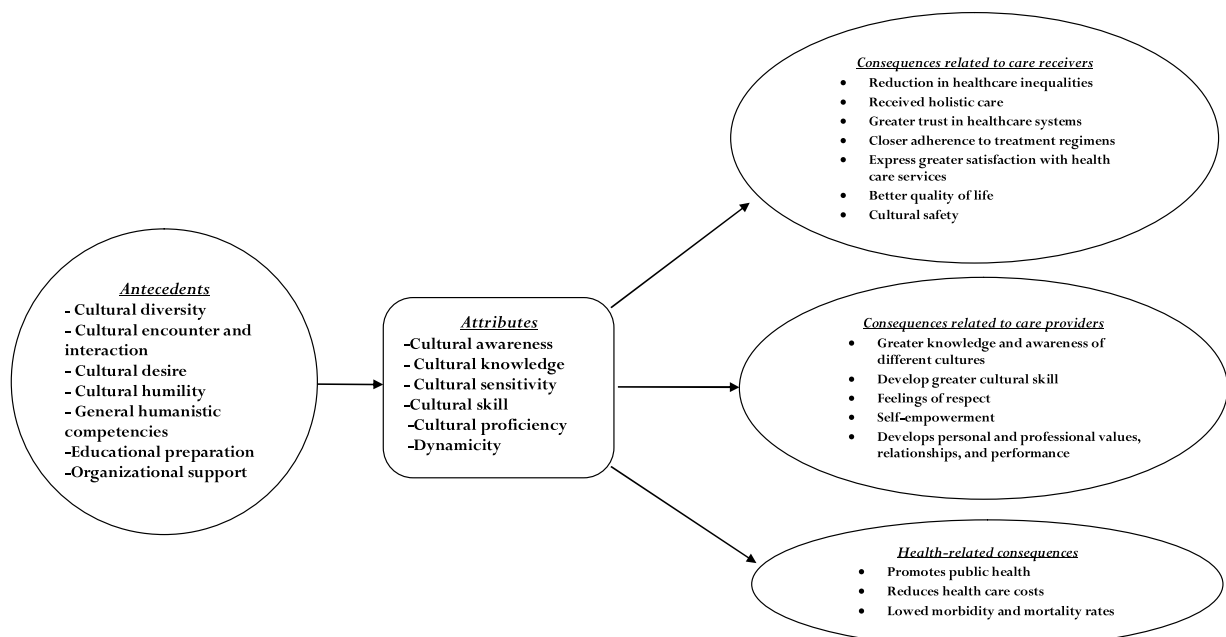 Antecedents
- Cultural diversity
- Cultural encounter and
interaction
- Cultural desire
- Cultural humility
- General humanistic
competencies
-Educational preparation
-Organizational support
Attributes
-Cultural awareness
- Cultural knowledge
- Cultural sensitivity
-Cultural skill
-Cultural proficiency
-Dynamicity
Consequences related to care receivers
• Reduction in healthcare inequalities
• Received holistic care
• Greater trust in healthcare systems
• Closer adherence to treatment regimens
• Express greater satisfaction with health
care services
• Better quality of life
• Cultural safety
Consequences related to care providers
• Greater knowledge and awareness of
different cultures
• Develop greater cultural skill
• Feelings of respect
• Self-empowerment
• Develops personal and professional values,
relationships, and performance
Health-related consequences
• Promotes public health
• Reduces health care costs
• Lowed morbidity and mortality rates